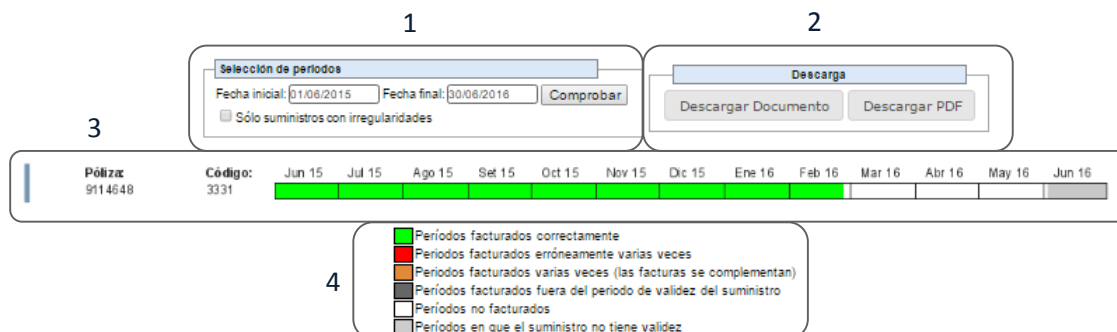 1
2
Selección de periodos
Fecha inicial: 01/06/2015 Fecha final: 30/06/2016 Comprobar
Sólo suministros con irregularidades
Descarga
Descargar Documento Descargar PDF
3
Póliza: Código: Jun 15 Jul 15 Ago 15 Set 15 Oct 15 Nov 15 Dic 15 Ene 16 Feb 16 Mar 16 Abr 16 May 16 Jun 16
9114648 3331
4
Períodos facturados correctamente
Periodos facturados erróneamente varias veces
Periodos facturados varias veces (las facturas se complementan)
Períodos facturados fuera del periodo de validez del suministro
Períodos no facturados
Períodos en que el suministro no tiene validez